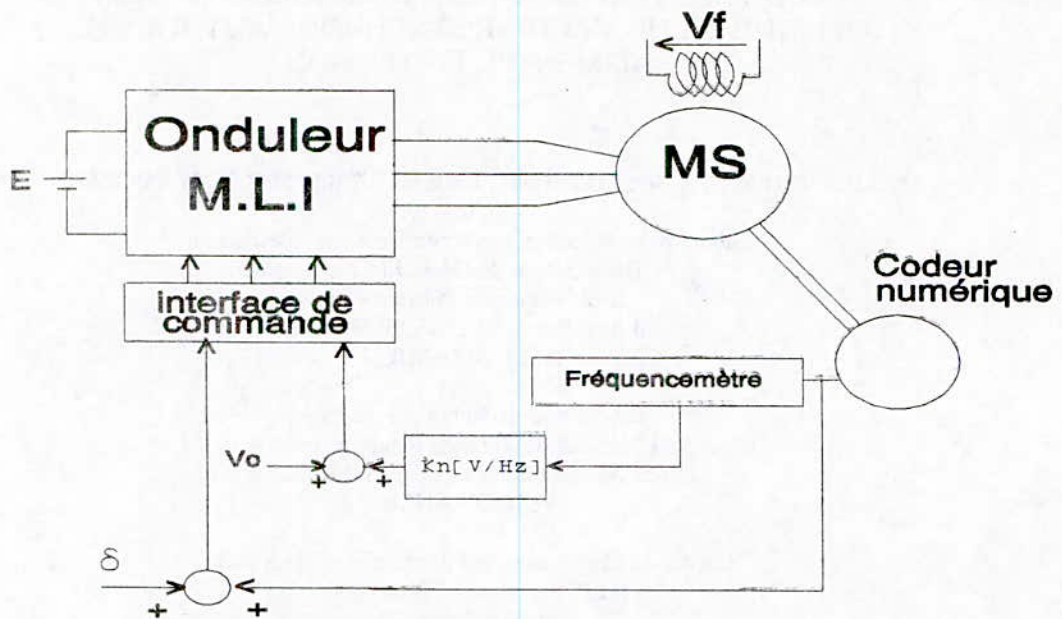 Vf
Onduleur
M.L.I
MS
E
Codeur
numérique
interface de
commande
Fréquencemètre
Vo
+
+
Kn[V/Hz]
δ
+
+